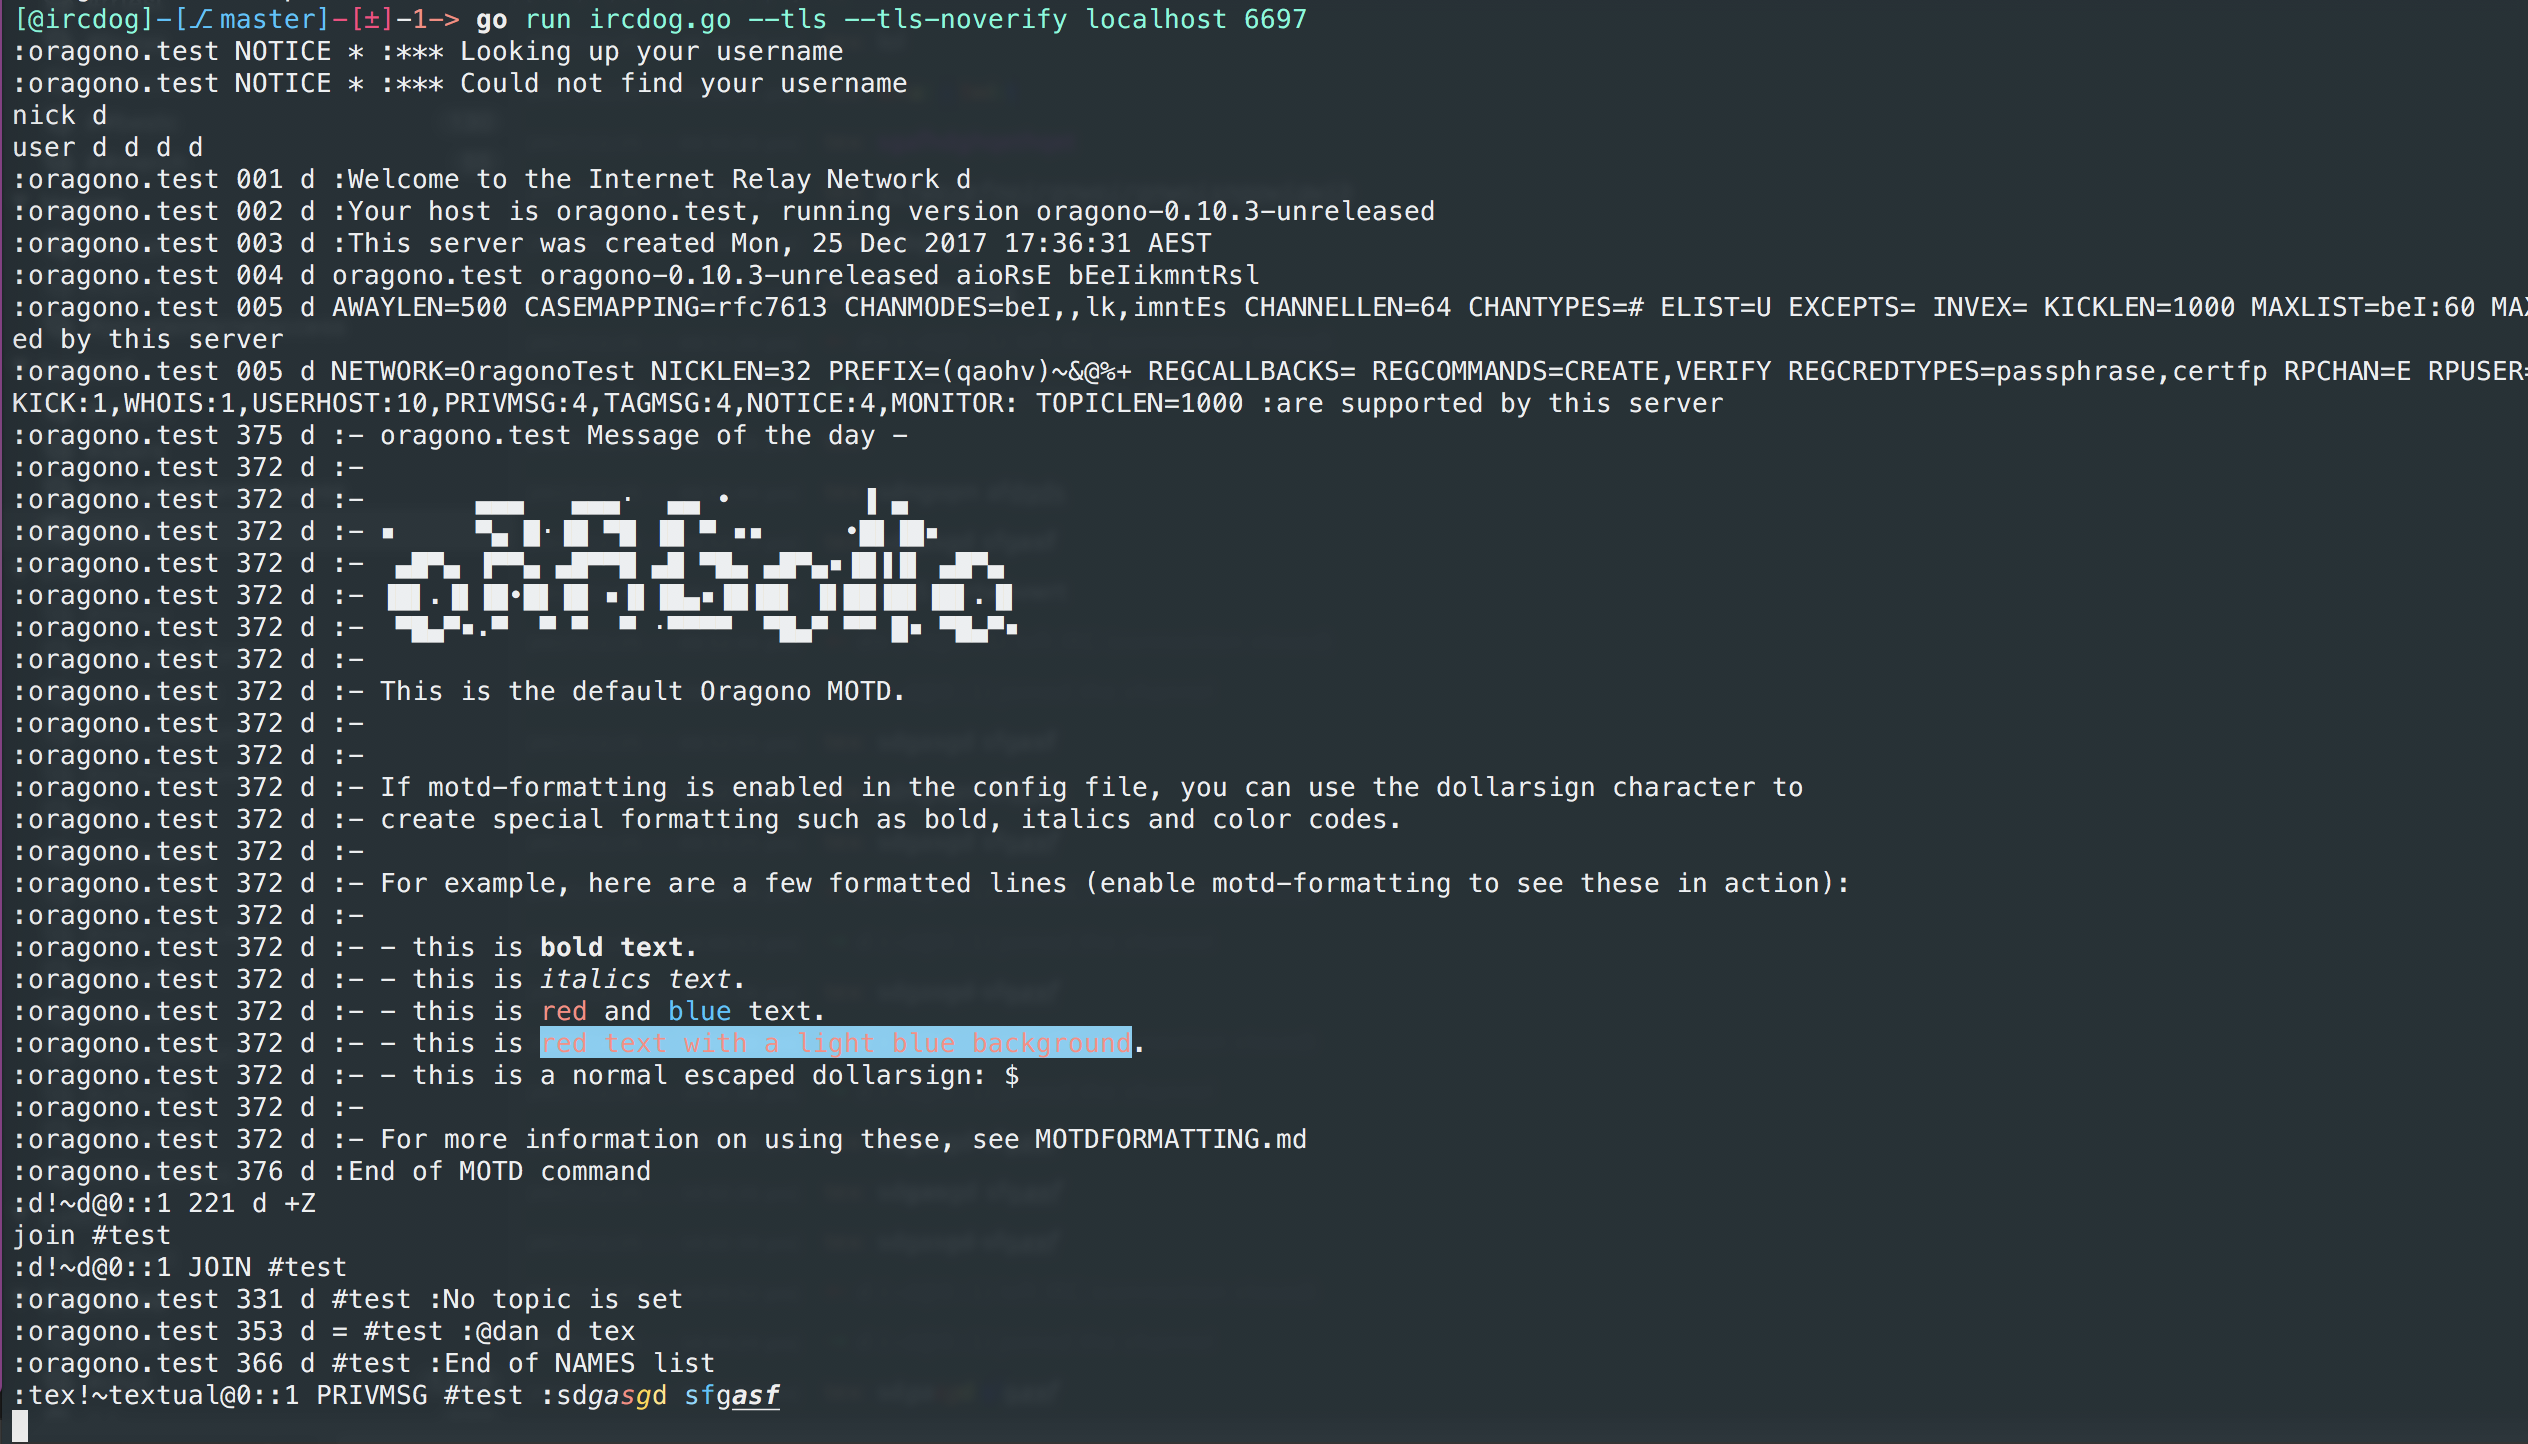 [@ircdog]-[⎇ master]-[±]-1-> go run ircdog.go --tls --tls-noverify localhost 6697
:oragono.test NOTICE * :*** Looking up your username
:oragono.test NOTICE * :*** Could not find your username
nick d
user d d d d
:oragono.test 001 d :Welcome to the Internet Relay Network d
:oragono.test 002 d :Your host is oragono.test, running version oragono-0.10.3-unreleased
:oragono.test 003 d :This server was created Mon, 25 Dec 2017 17:36:31 AEST
:oragono.test 004 d oragono.test oragono-0.10.3-unreleased aioRsE bEeIikmntRsl
:oragono.test 005 d AWAYLEN=500 CASEMAPPING=rfc7613 CHANMODES=beI,,lk,imntEs CHANNELLEN=64 CHANTYPES=# ELIST=U EXCEPTS= INVEX= KICKLEN=1000 MAXLIST=beI:60
ed by this server
:oragono.test 005 d NETWORK=OragonoTest NICKLEN=32 PREFIX=(qaohv)~&@%+ REGCALLBACKS= REGCOMMANDS=CREATE,VERIFY REGCREDTYPES=passphrase,certfp RPCHAN=E RPUSER=
KICK:1,WHOIS:1,USERHOST:10,PRIVMSG:4,TAGMSG:4,NOTICE:4,MONITOR: TOPICLEN=1000 :are supported by this server
:oragono.test 375 d :- oragono.test Message of the day -
:oragono.test 372 d :-
:oragono.test 372 d :-
:oragono.test 372 d :-
:oragono.test 372 d :-
:oragono.test 372 d :-
:oragono.test 372 d :-
:oragono.test 372 d :-
:oragono.test 372 d :- This is the default Oragono MOTD.
:oragono.test 372 d :-
:oragono.test 372 d :-
:oragono.test 372 d :- If motd-formatting is enabled in the config file, you can use the dollarsign character to
:oragono.test 372 d :- create special formatting such as bold, italics and color codes.
:oragono.test 372 d :-
:oragono.test 372 d :- For example, here are a few formatted lines (enable motd-formatting to see these in action):
:oragono.test 372 d :-
:oragono.test 372 d :- - this is bold text.
:oragono.test 372 d :- - this is italics text.
:oragono.test 372 d :- - this is red and blue text.
:oragono.test 372 d :- - this is red text with a light blue background.
:oragono.test 372 d :- - this is a normal escaped dollarsign: $
:oragono.test 372 d :-
:oragono.test 372 d :- For more information on using these, see MOTDFORMATTING.md
:oragono.test 376 d :End of MOTD command
:d!~d@0::1 221 d +Z
join #test
:d!~d@0::1 JOIN #test
:oragono.test 331 d #test :No topic is set
:oragono.test 353 d = #test :@dan d tex
:oragono.test 366 d #test :End of NAMES list
:tex!~textual@0::1 PRIVMSG #test :sdgasgd sfgasf